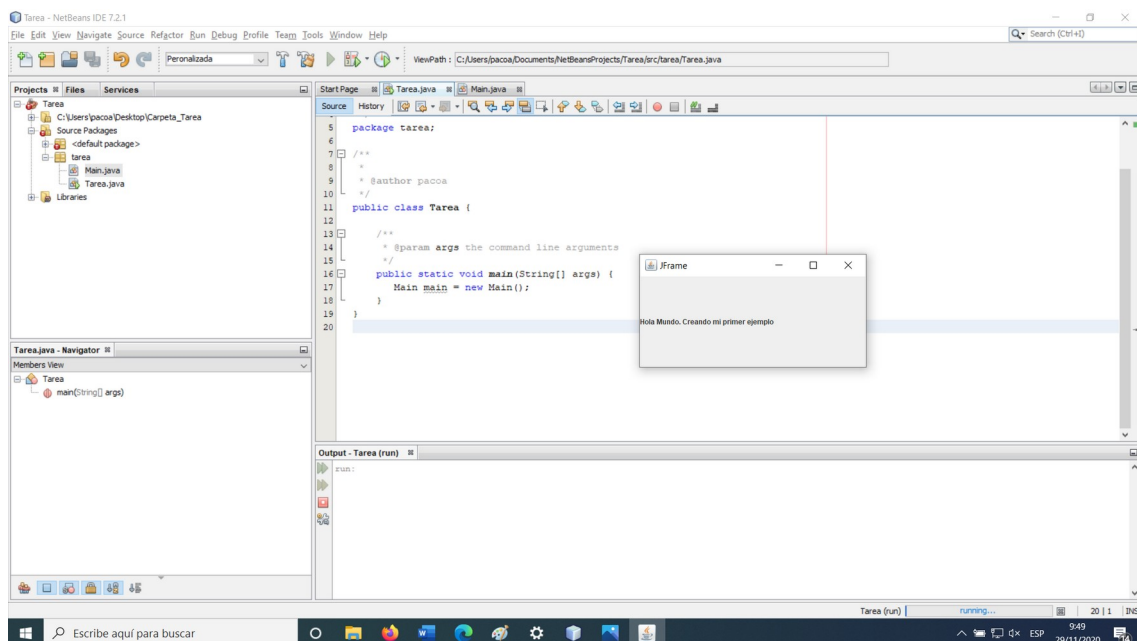 Tarea - NetBeans IDE 7.2.1
File Edit View Navigate Source Refactor Run Debug Profile Team Tools Window Help
Search (Ctrl+I)
Peronalizada
ViewPath : C:/Users/pacoa/Documents/NetBeansProjects/Tarea/src/tarea/Tarea.java
Projects Files Services
Tarea
C:\Users\pacoa\Desktop\Carpeta_Tarea
Source Packages
<default package>
tarea
Main.java
Tarea.java
Libraries
Start Page Tarea.java Main.java
Source History
5 package tarea;
6
7 /**
8 *
9 * @author pacoa
10 */
11 public class Tarea {
12
13 /**
14 * @param args the command line arguments
15 */
16 public static void main(String[] args) {
17 Main main = new Main();
18 }
19 }
20
JFrame
Hola Mundo. Creando mi primer ejemplo
Tarea.java - Navigator
Members View
Tarea
main(String[] args)
Output - Tarea (run)
run:
Tarea (run) running... 20 | 1 INS
Escribe aquí para buscar
ESP
9:49
29/11/2020